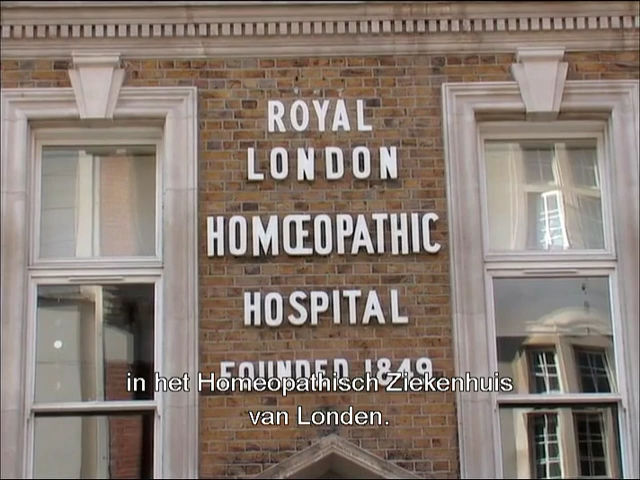 ROYAL
LONDON
HOMŒOPATHIC
HOSPITAL
FOUNDED 1849
in het Homeopathisch Ziekenhuis
van Londen.